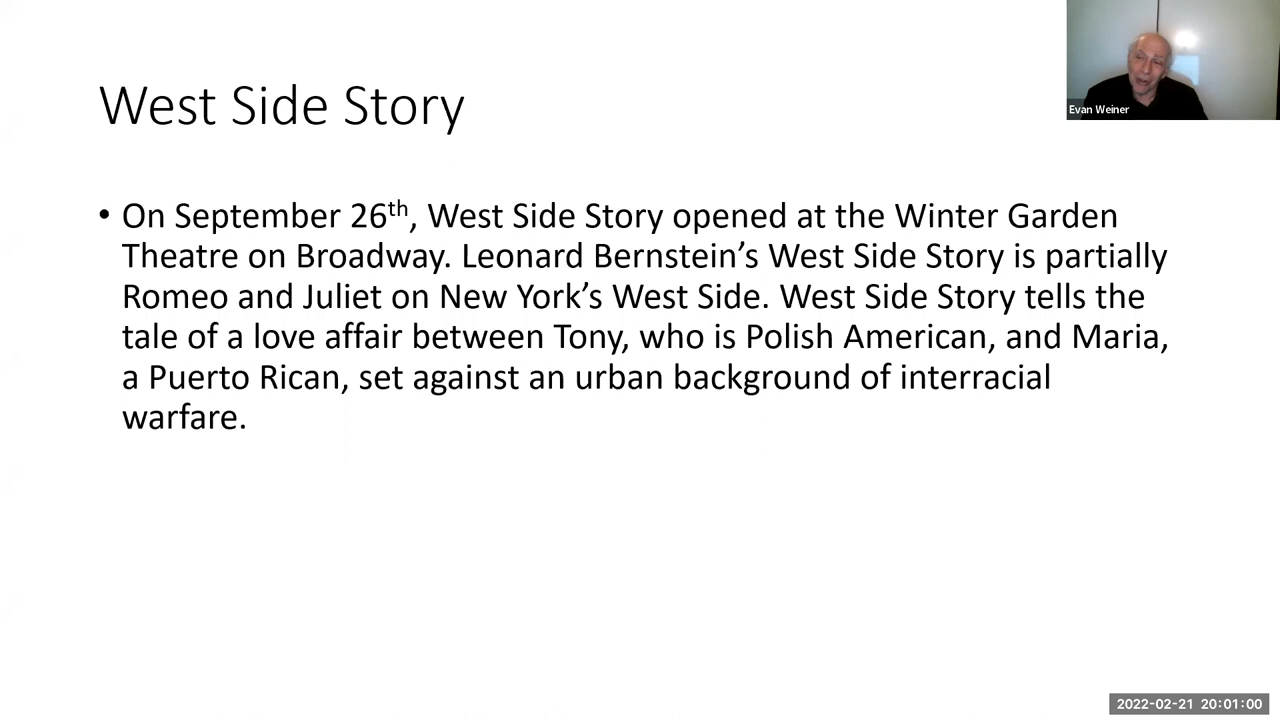 West Side Story
Evan Weiner
• On September 26th, West Side Story opened at the Winter Garden
Theatre on Broadway. Leonard Bernstein’s West Side Story is partially
Romeo and Juliet on New York’s West Side. West Side Story tells the
tale of a love affair between Tony, who is Polish American, and Maria,
a Puerto Rican, set against an urban background of interracial
warfare.
2022-02-21 20:01:00